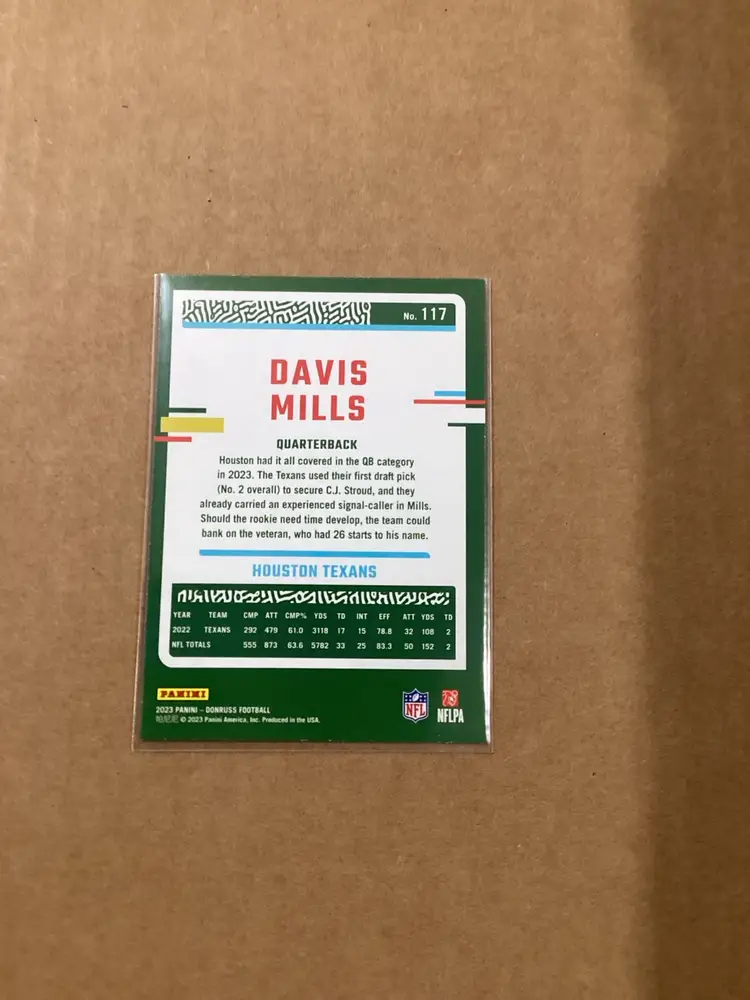 No. 117
DAVIS
MILLS
QUARTERBACK
Houston had it all covered in the QB category
in 2023. The Texans used their first draft pick
(No. 2 overall) to secure C.J. Stroud, and they
already carried an experienced signal-caller in Mills.
Should the rookie need time develop, the team could
bank on the veteran, who had 26 starts to his name.
HOUSTON TEXANS
YEAR TEAM CMP ATT CMP% YDS TD INT EFF ATT YDS TD
2022 TEXANS 292 479 61.0 3118 17 15 78.8 32 108 2
NFL TOTALS 555 873 63.6 5782 33 25 83.3 50 152 2
PANINI
2023 PANINI – DONRUSS FOOTBALL
帕尼尼 © 2023 Panini America, Inc. Produced in the USA.
NFL
NFLPA